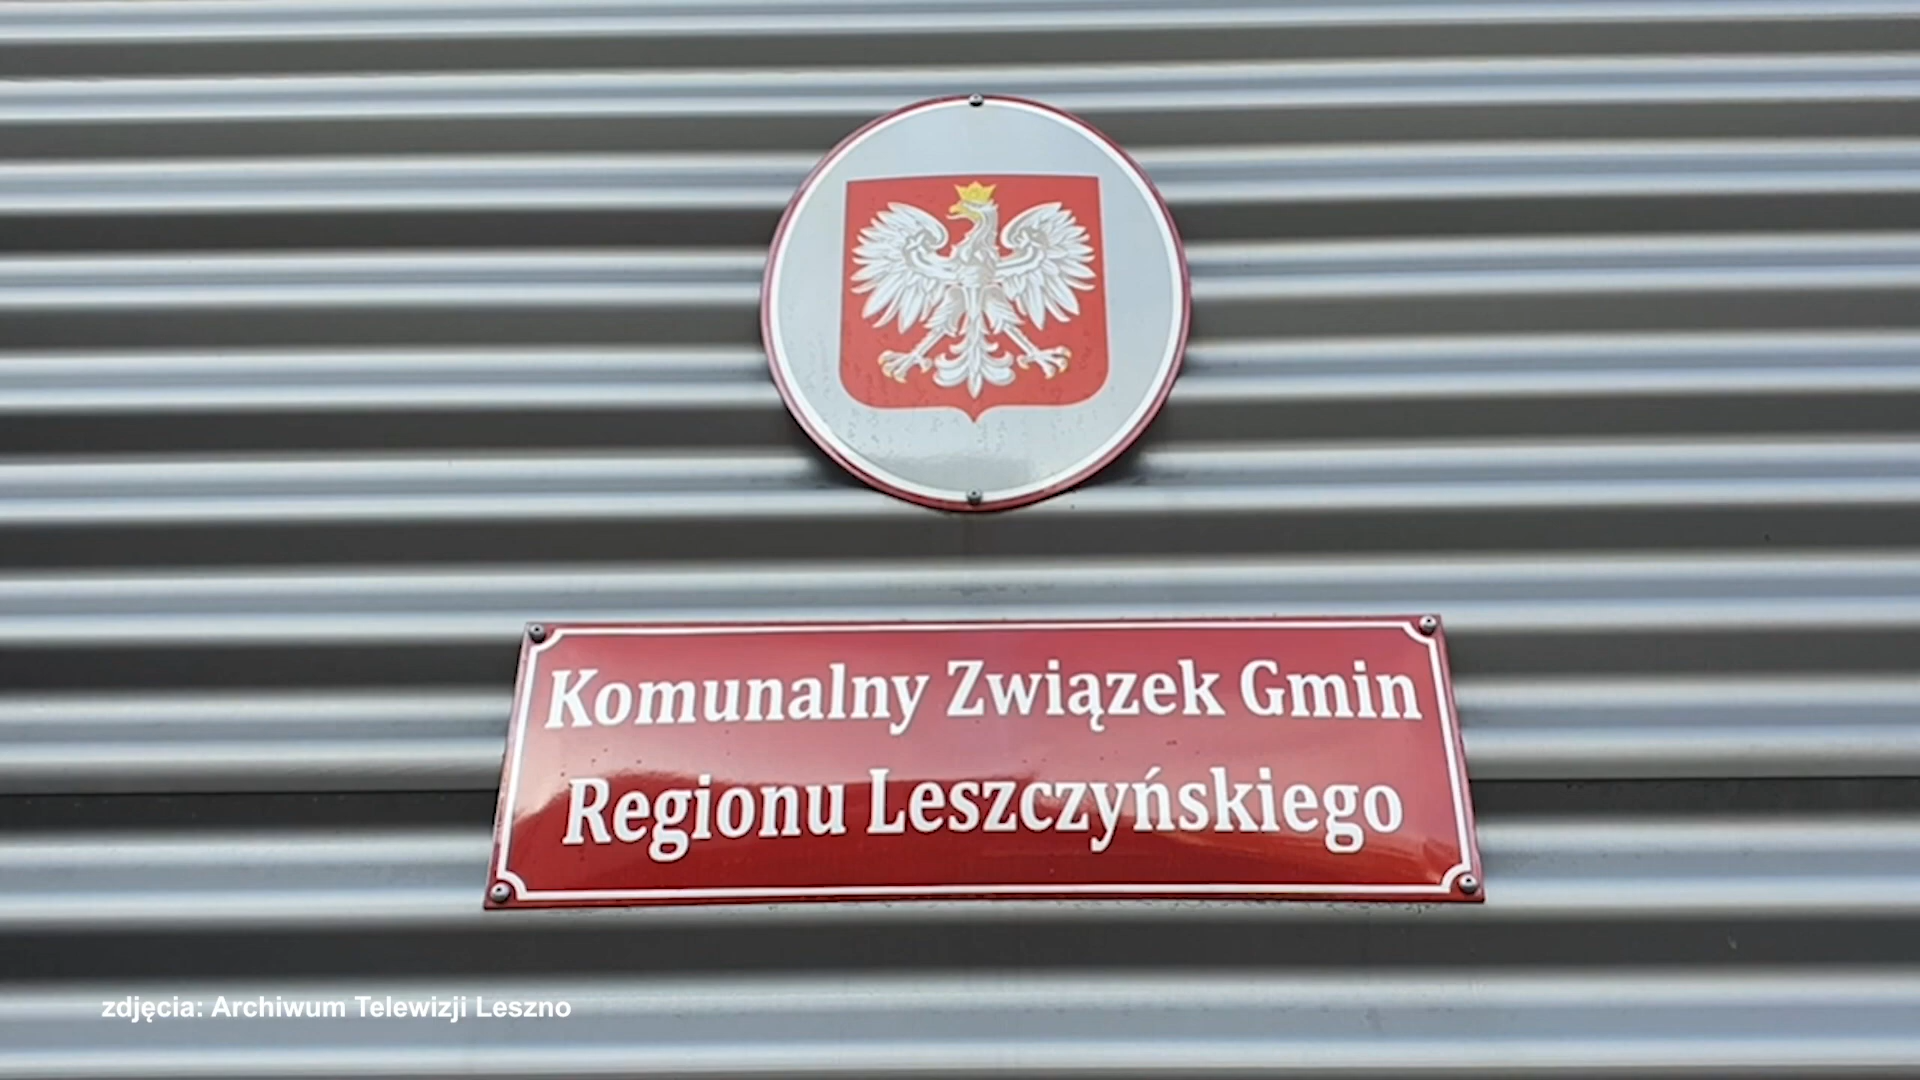 Komunalny Związek Gmin
Regionu Leszczyńskiego
zdjęcia: Archiwum Telewizji Leszno